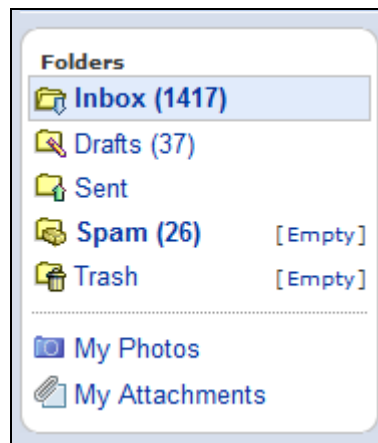 Folders
Inbox (1417)
Drafts (37)
Sent
Spam (26) [Empty]
Trash [Empty]
My Photos
My Attachments